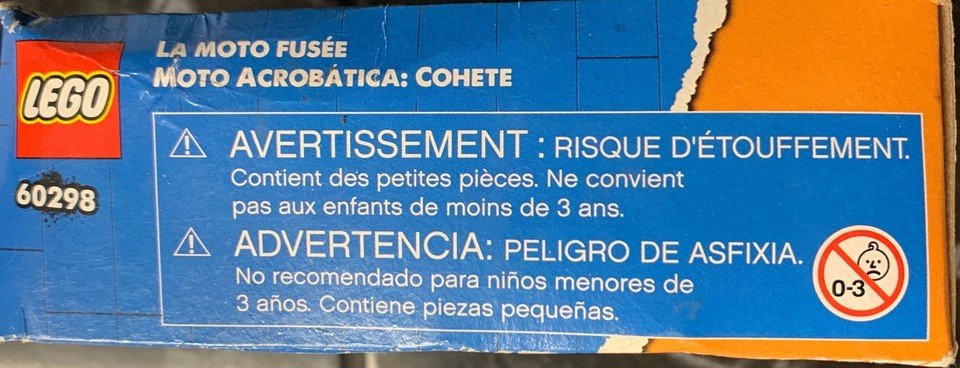 LEGO
60298
LA MOTO FUSÉE
MOTO ACROBÁTICA: COHETE
AVERTISSEMENT : RISQUE D'ÉTOUFFEMENT.
Contient des petites pièces. Ne convient
pas aux enfants de moins de 3 ans.
ADVERTENCIA: PELIGRO DE ASFIXIA.
No recomendado para niños menores de
3 años. Contiene piezas pequeñas.
0-3